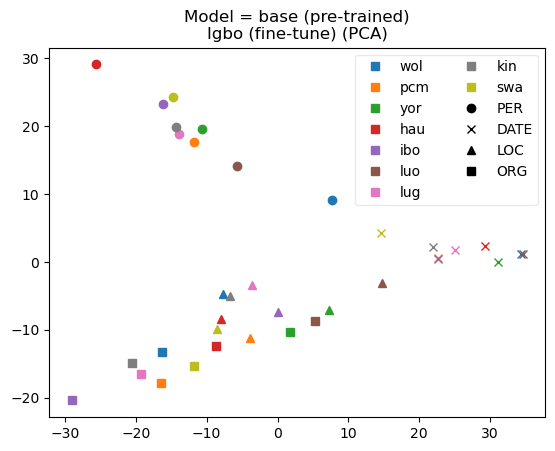 Model = base (pre-trained)
Igbo (fine-tune) (PCA)
wol
pcm
yor
hau
ibo
luo
lug
kin
swa
PER
DATE
LOC
ORG
30
20
10
0
−10
−20
−30 −20 −10 0 10 20 30